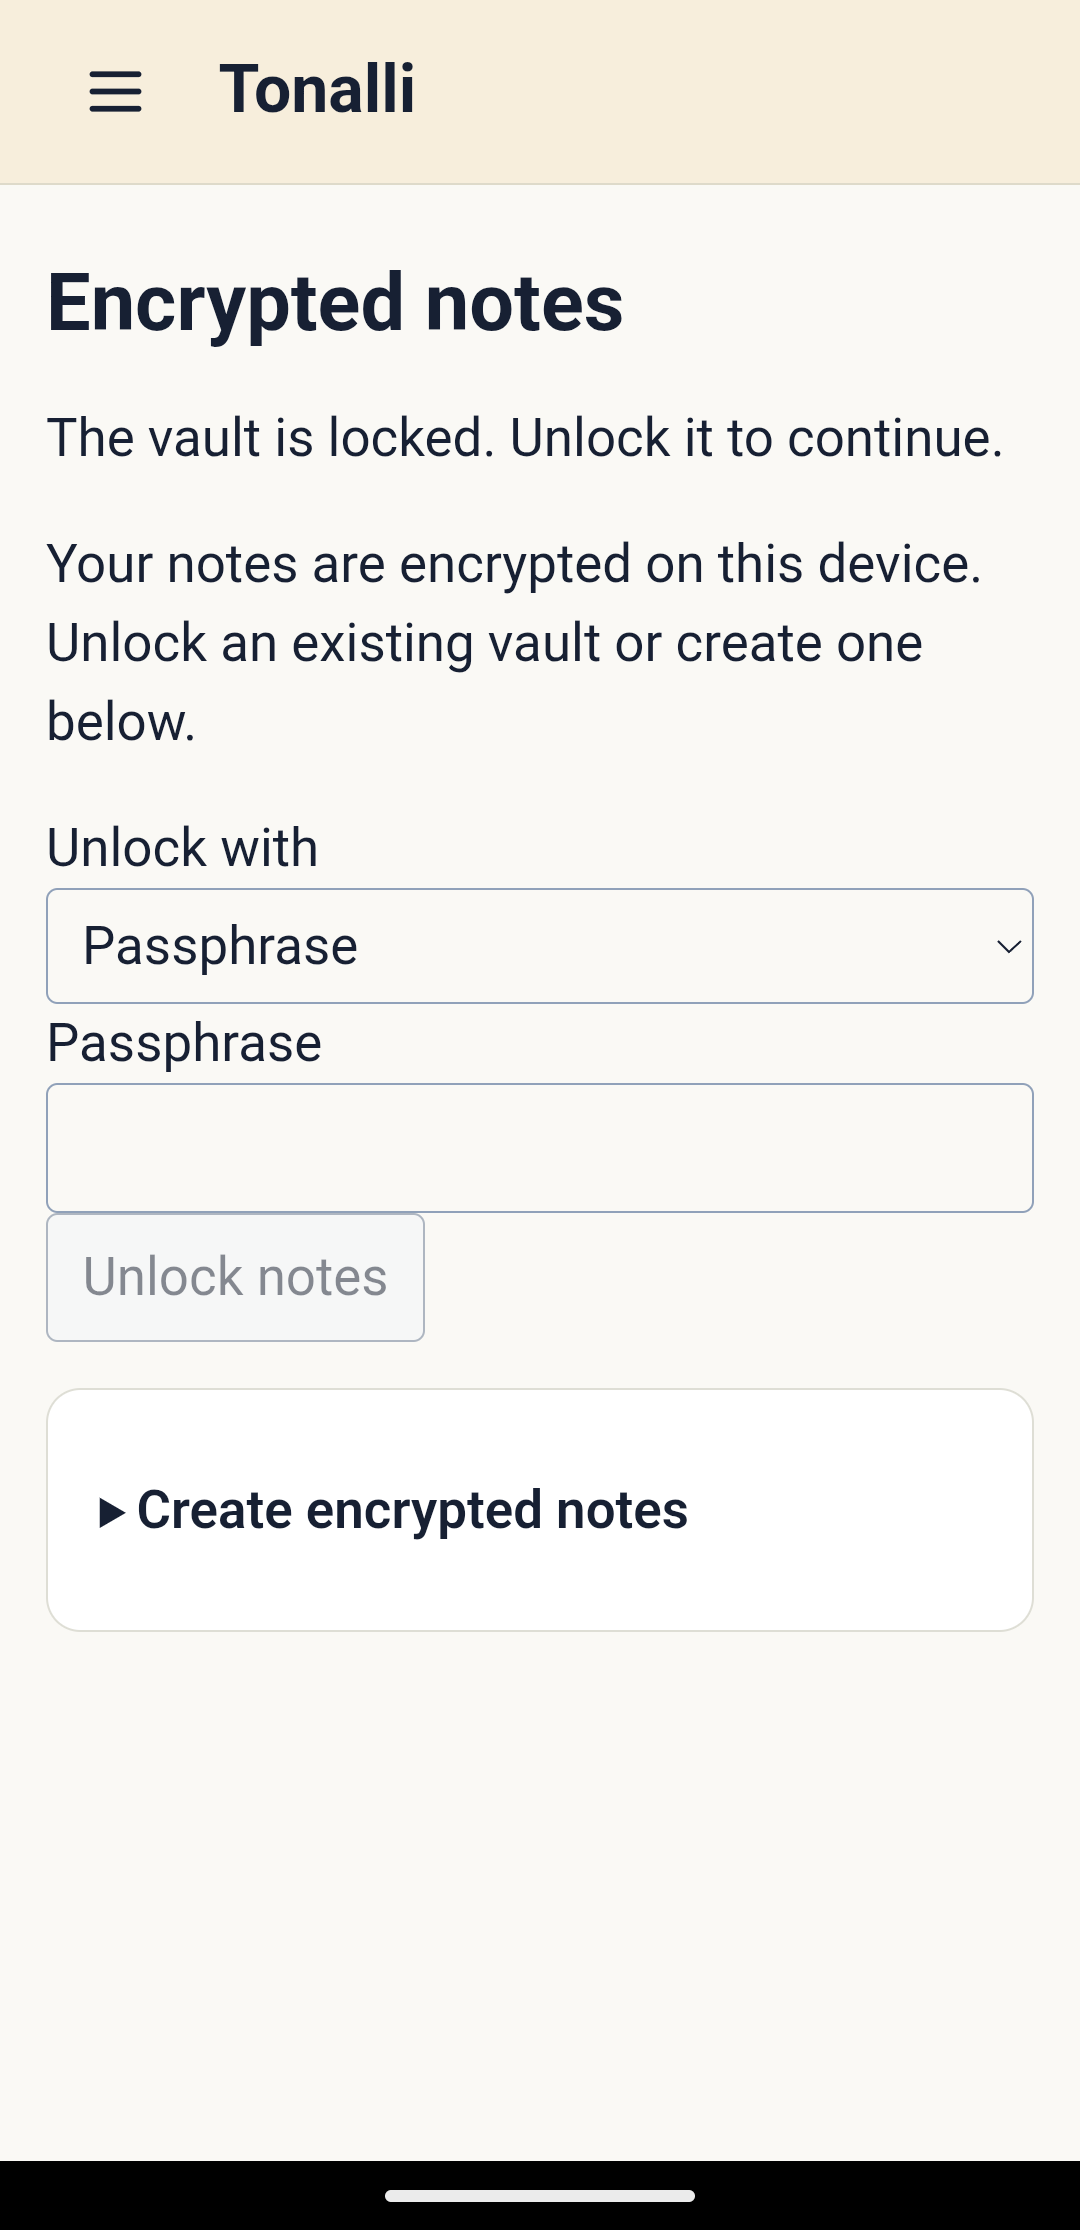 Tonalli
Encrypted notes
The vault is locked. Unlock it to continue.
Your notes are encrypted on this device.
Unlock an existing vault or create one
below.
Unlock with
Passphrase
Passphrase
Unlock notes
Create encrypted notes